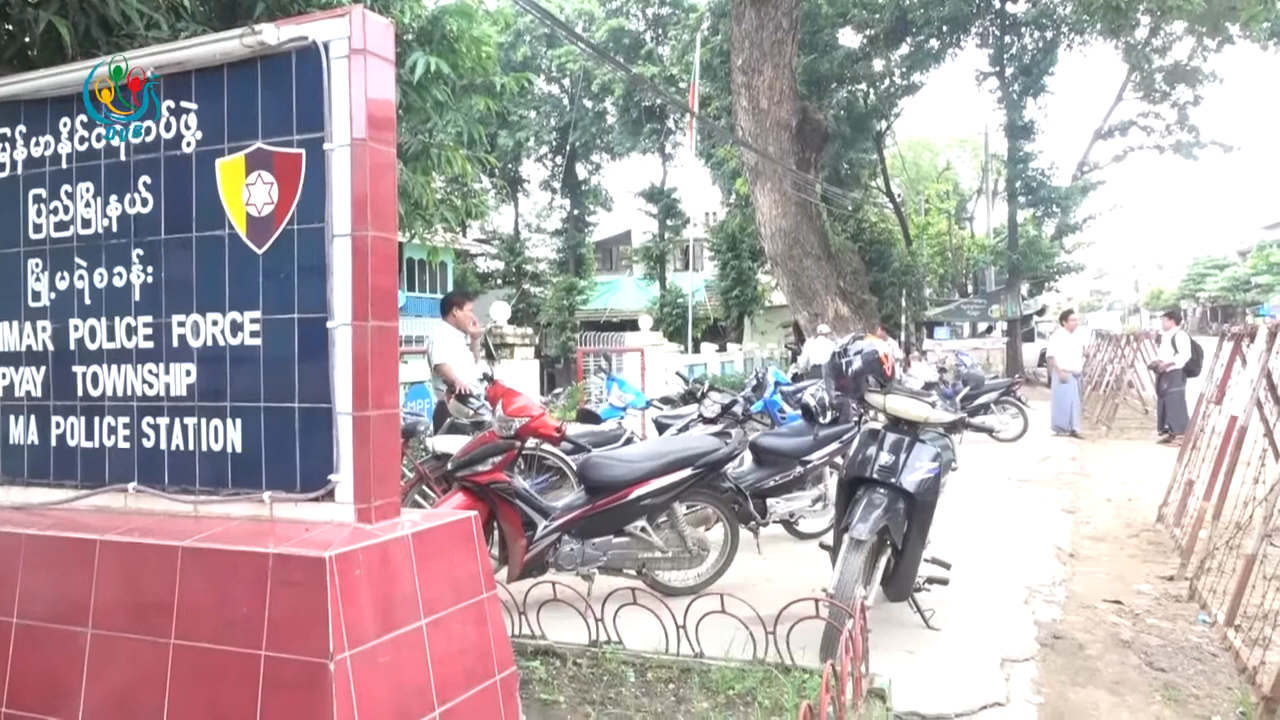 မြန်မာနိုင်ငံရဲတပ်ဖွဲ့
ပြည်မြို့နယ်
မြို့မရဲစခန်း
MAR POLICE FORCE
PYAY TOWNSHIP
MA POLICE STATION
MPF